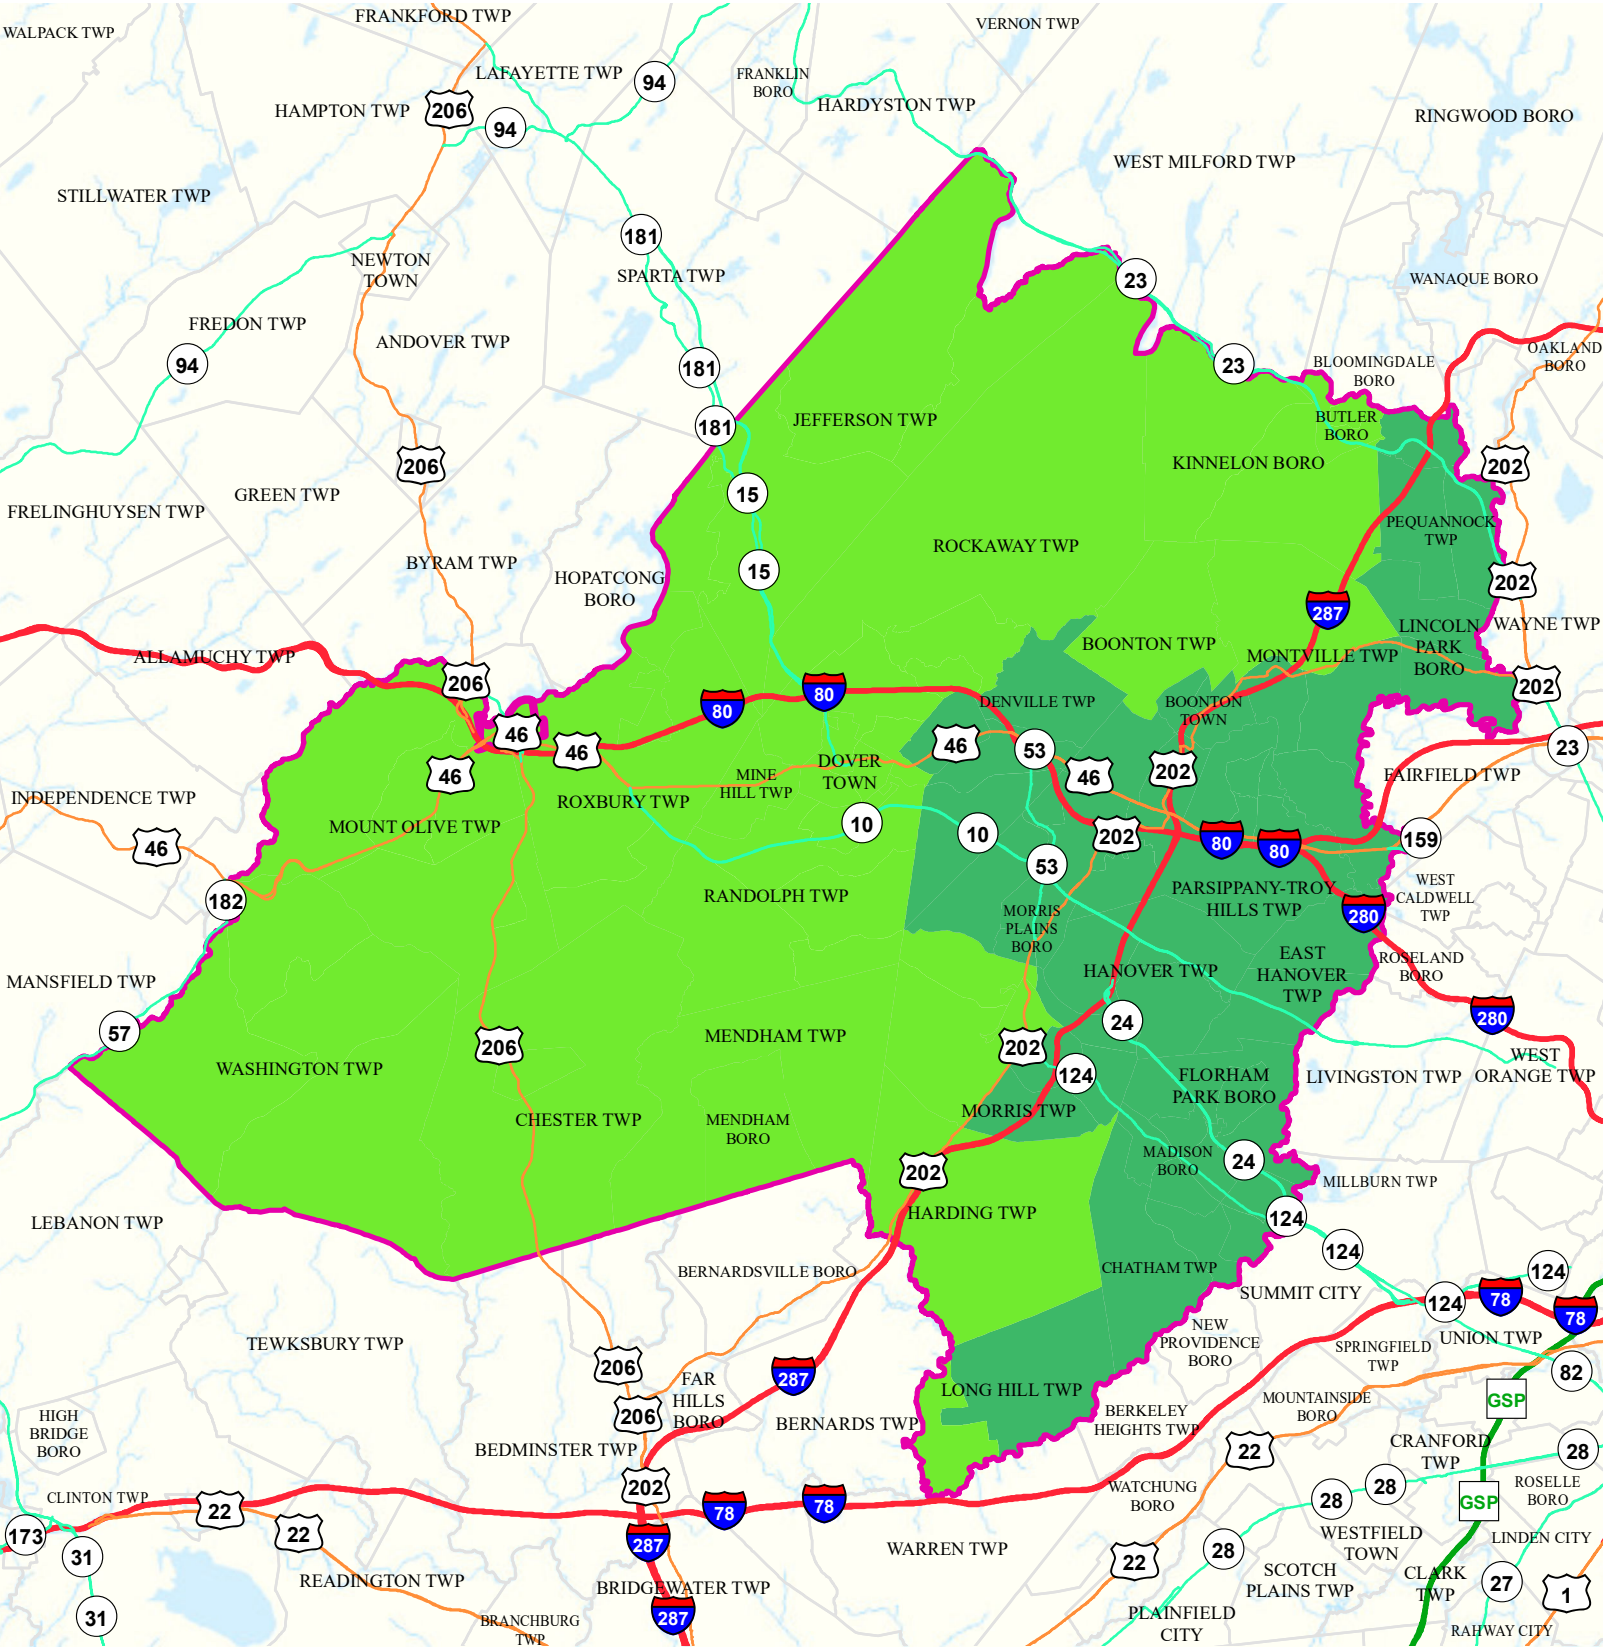 FRANKFORD TWP
VERNON TWP
WALPACK TWP
LAFAYETTE TWP
94
FRANKLIN
BORO
HARDYSTON TWP
HAMPTON TWP
206
94
RINGWOOD BORO
WEST MILFORD TWP
STILLWATER TWP
181
NEWTON
TOWN
SPARTA TWP
23
WANAQUE BORO
FREDON TWP
ANDOVER TWP
94
181
23
BLOOMINGDALE
BORO
OAKLAND
BORO
181
JEFFERSON TWP
BUTLER
BORO
206
KINNELON BORO
202
15
GREEN TWP
FRELINGHUYSEN TWP
PEQUANNOCK
TWP
ROCKAWAY TWP
BYRAM TWP
15
HOPATCONG
BORO
202
287
LINCOLN
PARK
BORO
WAYNE TWP
BOONTON TWP
MONTVILLE TWP
ALLAMUCHY TWP
206
80
80
DENVILLE TWP
BOONTON
TOWN
202
46
46
46
53
23
46
46
202
FAIRFIELD TWP
MINE
HILL TWP
DOVER
TOWN
INDEPENDENCE TWP
ROXBURY TWP
MOUNT OLIVE TWP
10
10
202
80
80
159
46
53
182
RANDOLPH TWP
PARSIPPANY-TROY
HILLS TWP
WEST
CALDWELL
TWP
280
MORRIS
PLAINS
BORO
EAST
HANOVER
TWP
ROSELAND
BORO
HANOVER TWP
MANSFIELD TWP
57
24
280
MENDHAM TWP
206
202
WASHINGTON TWP
124
FLORHAM
PARK BORO
LIVINGSTON TWP
WEST
ORANGE TWP
CHESTER TWP
MENDHAM
BORO
MORRIS TWP
MADISON
BORO
24
202
MILLBURN TWP
LEBANON TWP
HARDING TWP
124
124
BERNARDSVILLE BORO
CHATHAM TWP
124
SUMMIT CITY
124
78
78
TEWKSBURY TWP
NEW
PROVIDENCE
BORO
UNION TWP
SPRINGFIELD
TWP
206
287
FAR
HILLS
BORO
82
LONG HILL TWP
GSP
MOUNTAINSIDE
BORO
206
HIGH
BRIDGE
BORO
BERNARDS TWP
BERKELEY
HEIGHTS TWP
BEDMINSTER TWP
22
CRANFORD
TWP
28
202
28
ROSELLE
BORO
CLINTON TWP
WATCHUNG
BORO
28
GSP
22
78
78
173
22
287
WESTFIELD
TOWN
LINDEN CITY
31
WARREN TWP
22
28
READINGTON TWP
BRIDGEWATER TWP
SCOTCH
PLAINS TWP
CLARK
TWP
27
1
31
287
BRANCHBURG
TWP
PLAINFIELD
CITY
RAHWAY CITY